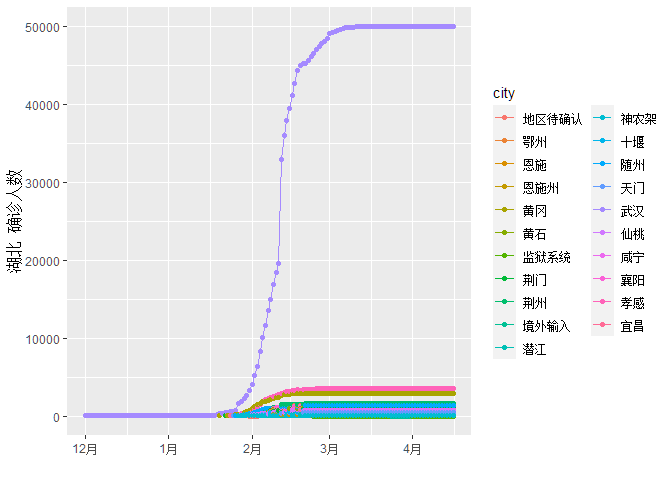 50000
40000
30000
20000
10000
0
湖北 确诊人数
12月
1月
2月
3月
4月
city
地区待确认
鄂州
恩施
恩施州
黄冈
黄石
监狱系统
荆门
荆州
境外输入
潜江
神农架
十堰
随州
天门
武汉
仙桃
咸宁
襄阳
孝感
宜昌